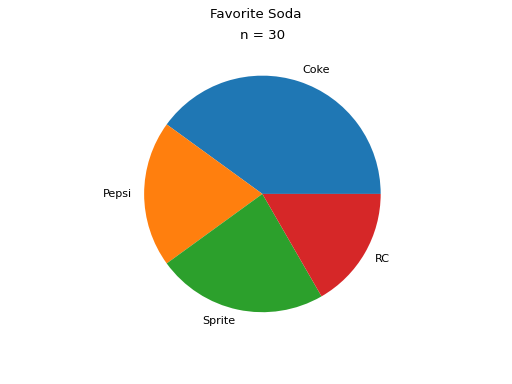 Favorite Soda
n = 30
Coke
Pepsi
RC
Sprite